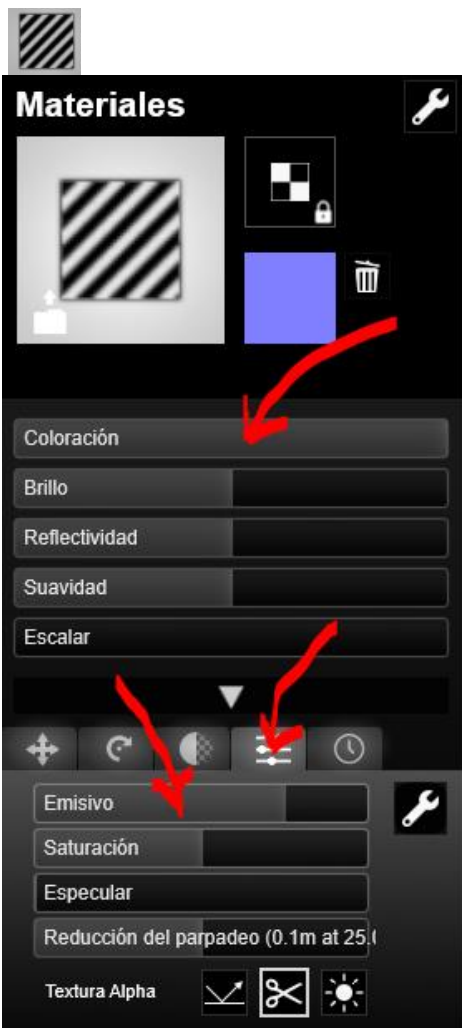 Materiales
Coloración
Brillo
Reflectividad
Suavidad
Escalar
Emisivo
Saturación
Especular
Reducción del parpadeo (0.1m at 25.
Textura Alpha